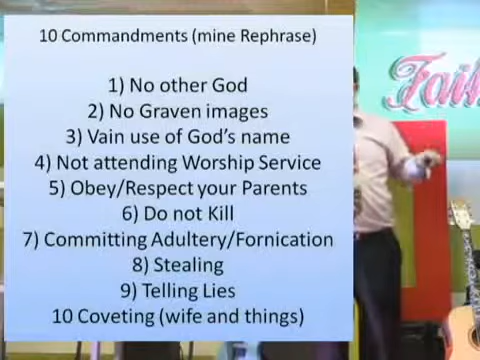 10 Commandments (mine Rephrase)
1) No other God
2) No Graven images
3) Vain use of God's name
4) Not attending Worship Service
5) Obey/Respect your Parents
6) Do not Kill
7) Committing Adultery/Fornication
8) Stealing
9) Telling Lies
10 Coveting (wife and things)